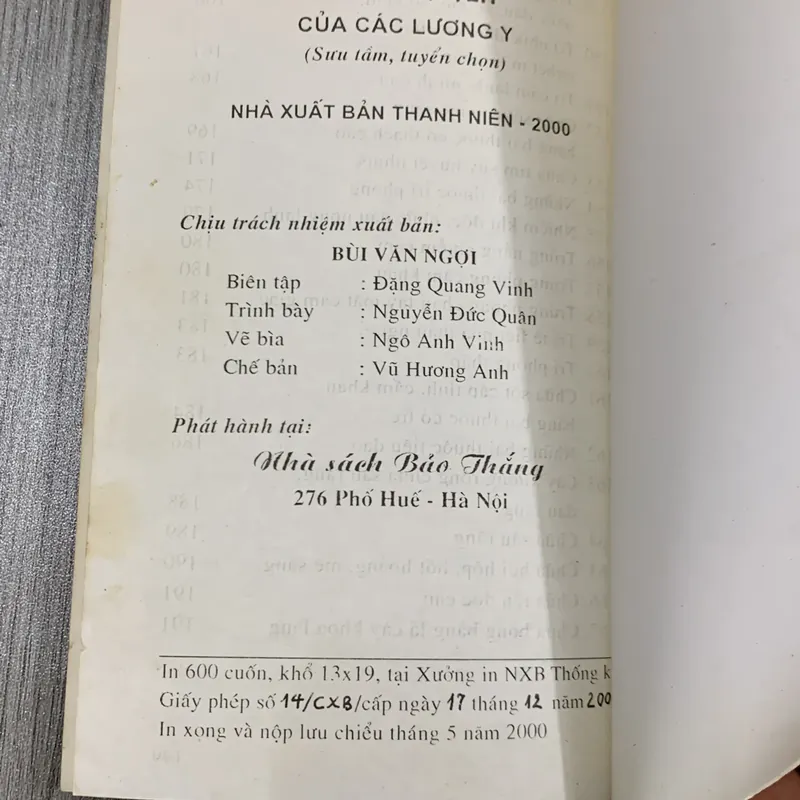 CỦA CÁC LƯƠNG Y
(Sưu tầm, tuyển chọn)
NHÀ XUẤT BẢN THANH NIÊN - 2000
Chịu trách nhiệm xuất bản:
BÙI VĂN NGỢI
Biên tập : Đặng Quang Vinh
Trình bày : Nguyễn Đức Quân
Vẽ bìa : Ngô Anh Vinh
Chế bản : Vũ Hương Anh
Phát hành tại:
Nhà sách Bảo Thắng
276 Phố Huế - Hà Nội
In 600 cuốn, khổ 13x19, tại Xưởng in NXB Thống k
Giấy phép số 14/CXB/cấp ngày 17 tháng 12 năm 200
In xong và nộp lưu chiểu tháng 5 năm 2000